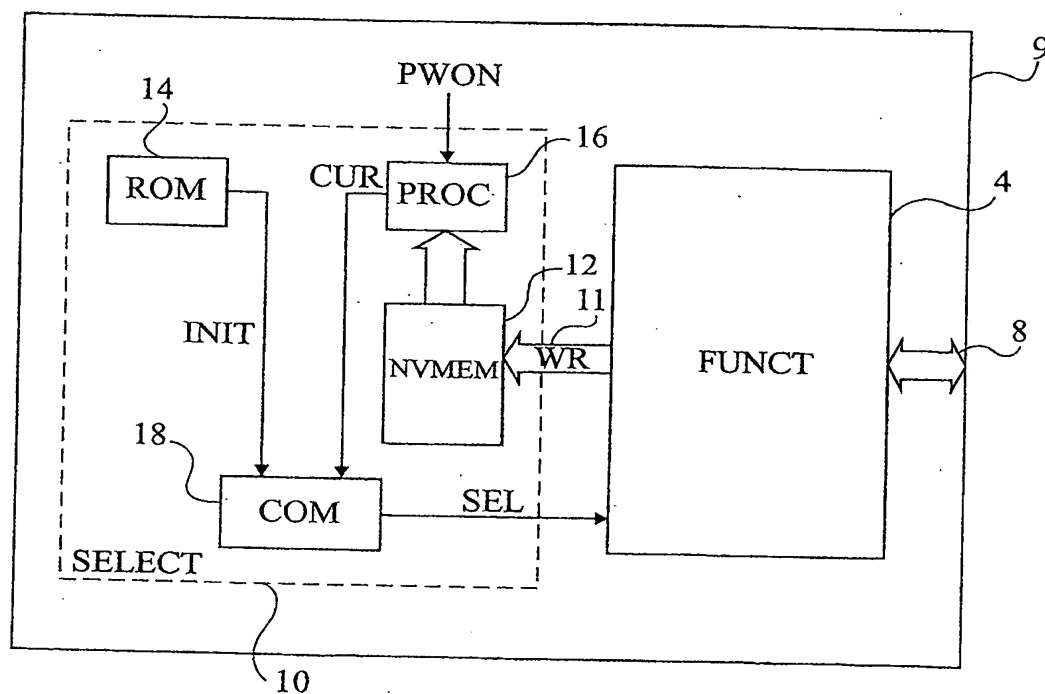 9
PWON
14
16
ROM
CUR
PROC
4
12
11
INIT
NVMEM
WR
FUNCT
8
18
COM
SEL
SELECT
10